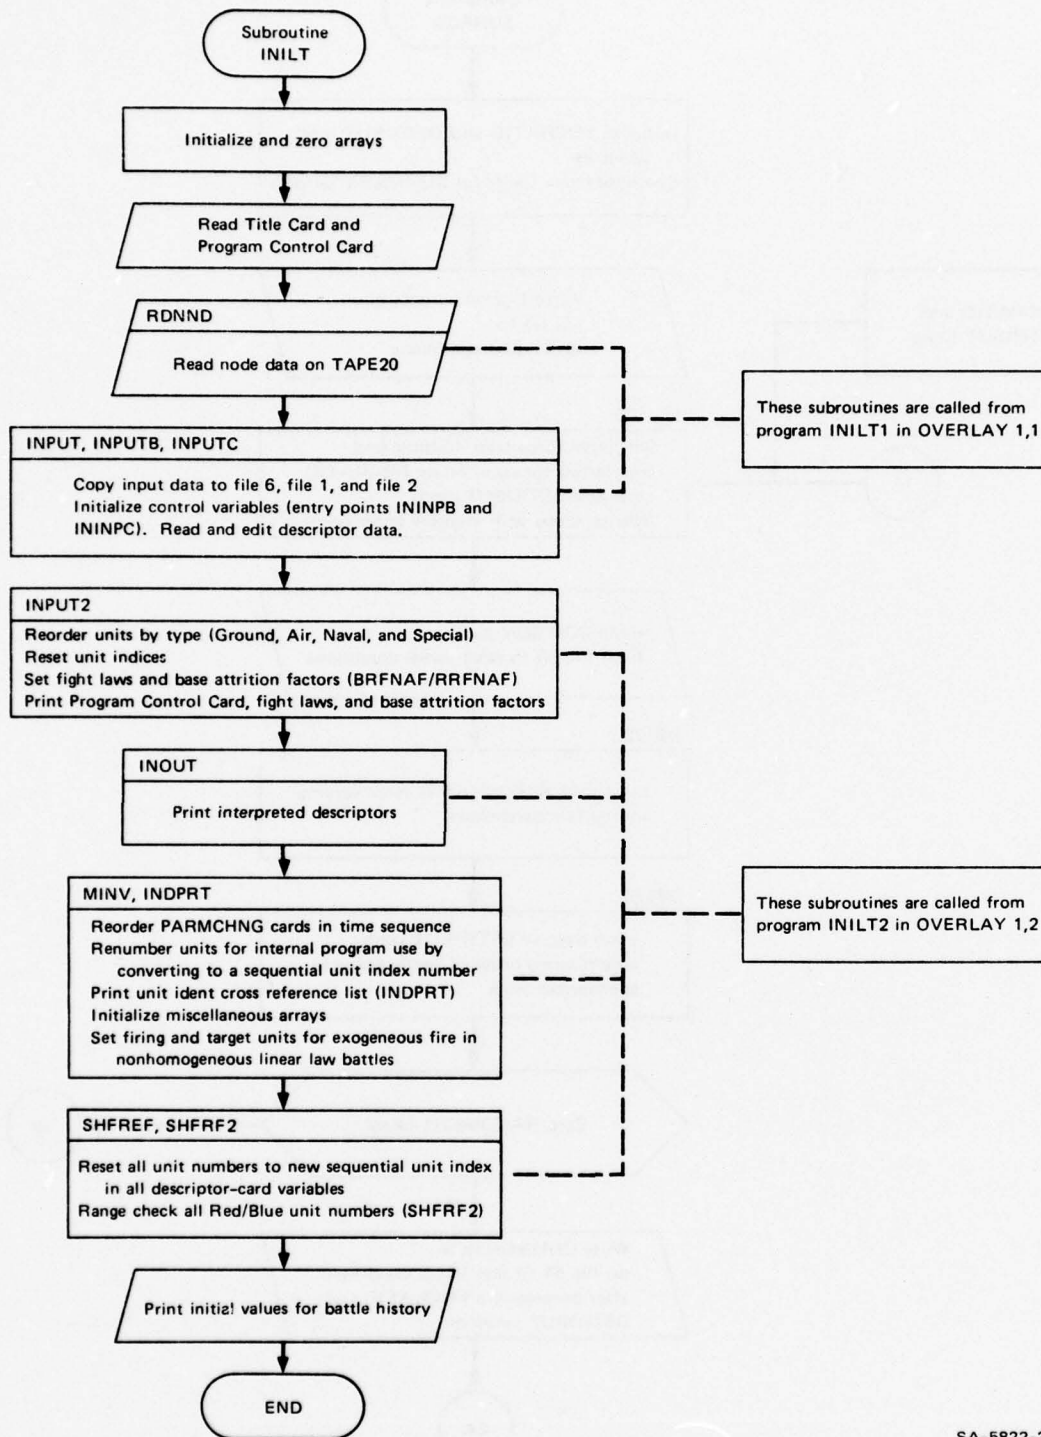 Subroutine
INILT
Initialize and zero arrays
Read Title Card and
Program Control Card
RDNND
Read node data on TAPE20
These subroutines are called from
program INILT1 in OVERLAY 1,1
INPUT, INPUTB, INPUTC
Copy input data to file 6, file 1, and file 2
Initialize control variables (entry points ININPB and
ININPC). Read and edit descriptor data.
INPUT2
Reorder units by type (Ground, Air, Naval, and Special)
Reset unit indices
Set fight laws and base attrition factors (BRFNAF/RRFNAF)
Print Program Control Card, fight laws, and base attrition factors
INOUT
Print interpreted descriptors
MINV, INDPRT
Reorder PARMCHNG cards in time sequence
Renumber units for internal program use by
converting to a sequential unit index number
Print unit ident cross reference list (INDPRT)
Initialize miscellaneous arrays
Set firing and target units for exogeneous fire in
nonhomogeneous linear law battles
These subroutines are called from
program INILT2 in OVERLAY 1,2
SHFREF, SHFRF2
Reset all unit numbers to new sequential unit index
in all descriptor-card variables
Range check all Red/Blue unit numbers (SHFRF2)
Print initial values for battle history
END